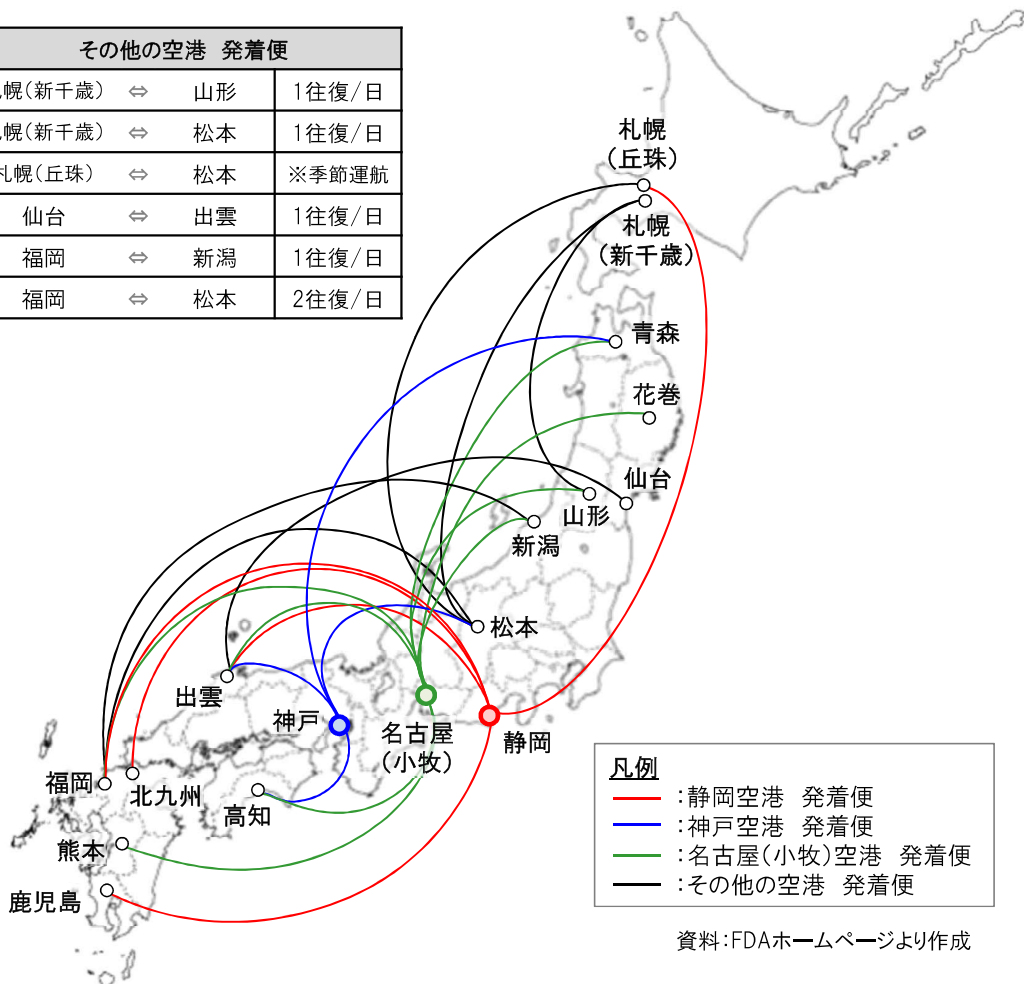 その他の空港 発着便
幌(新千歳) ⇔ 山形 1往復/日
幌(新千歳) ⇔ 松本 1往復/日
札幌(丘珠) ⇔ 松本 ※季節運航
仙台 ⇔ 出雲 1往復/日
福岡 ⇔ 新潟 1往復/日
福岡 ⇔ 松本 2往復/日
札幌
(丘珠)
札幌
(新千歳)
青森
花巻
仙台
山形
新潟
松本
出雲
神戸
名古屋
(小牧)
静岡
福岡
北九州
高知
熊本
鹿児島
凡例
:静岡空港 発着便
:神戸空港 発着便
:名古屋(小牧)空港 発着便
:その他の空港 発着便
資料:FDAホームページより作成